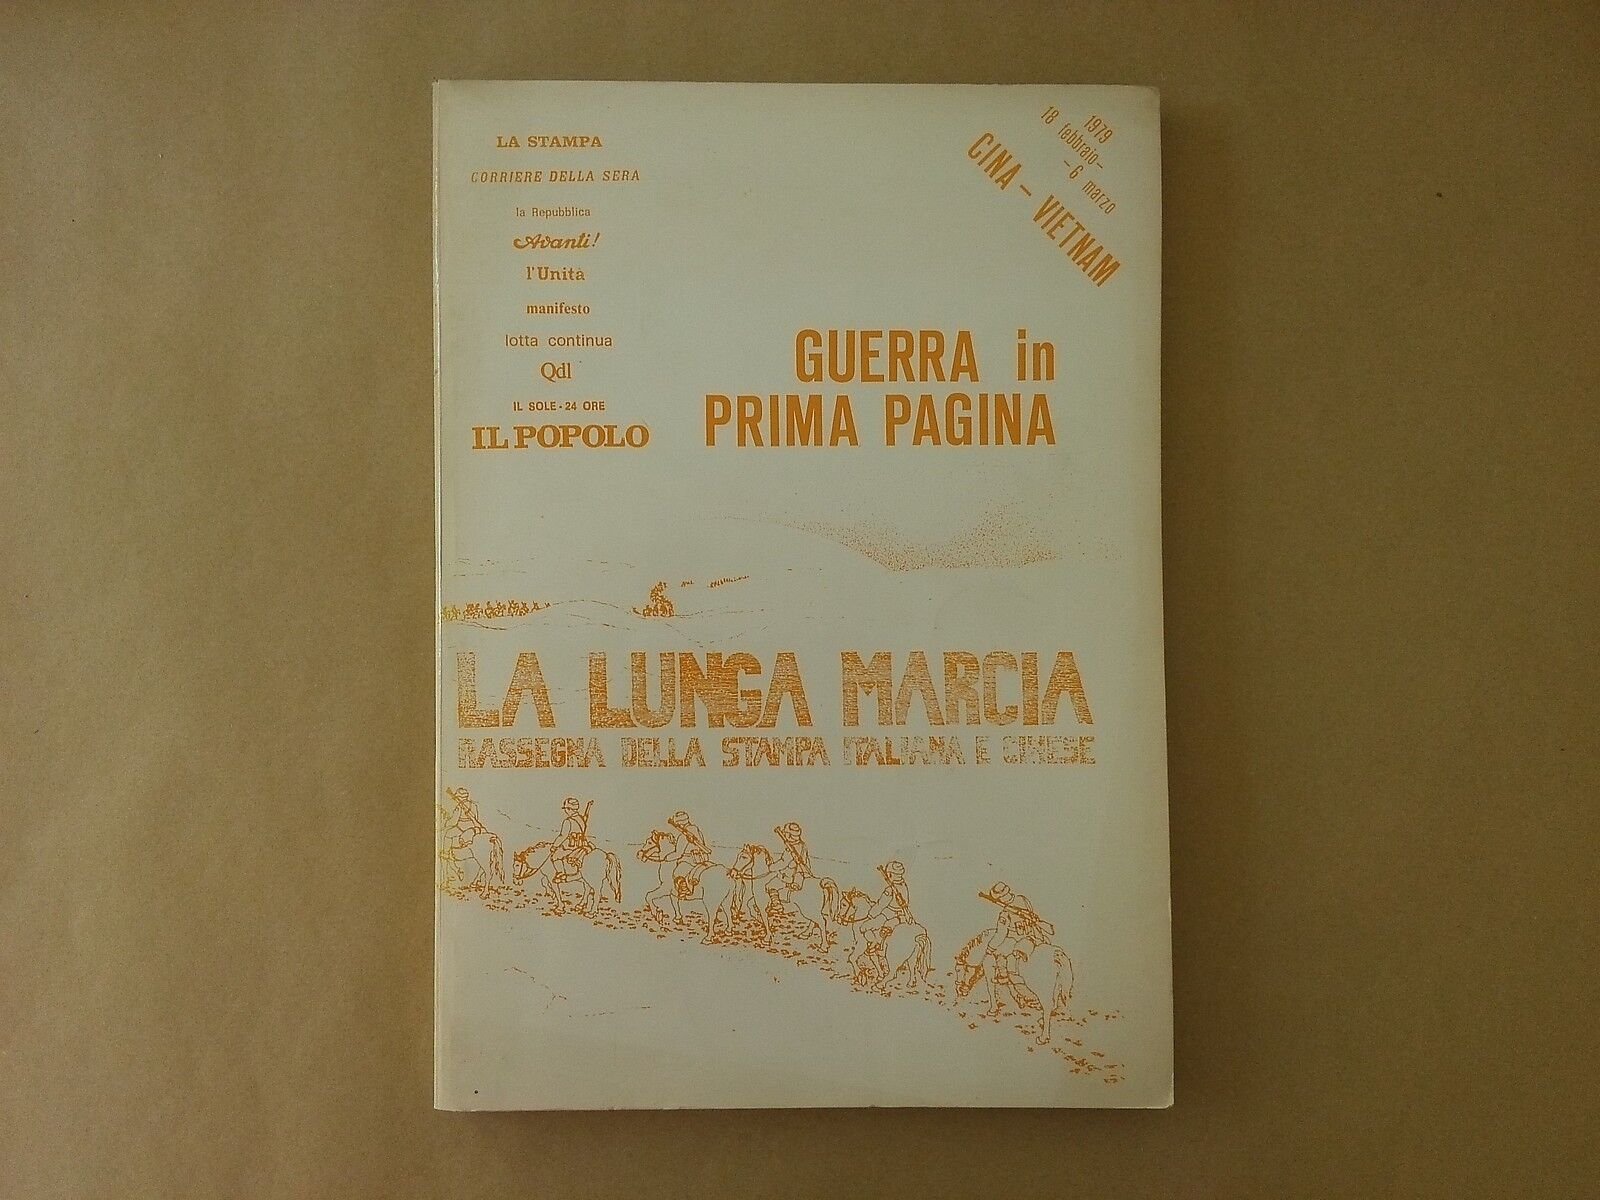 LA STAMPA
CORRIERE DELLA SERA
la Repubblica
Avanti!
l'Unità
manifesto
lotta continua
Qdl
IL SOLE - 24 ORE
IL POPOLO
1979
18 febbraio-
-6 marzo
CINA - VIETNAM
GUERRA in
PRIMA PAGINA
LA LUNGA MARCIA
RASSEGNA DELLA STAMPA ITALIANA E CINESE